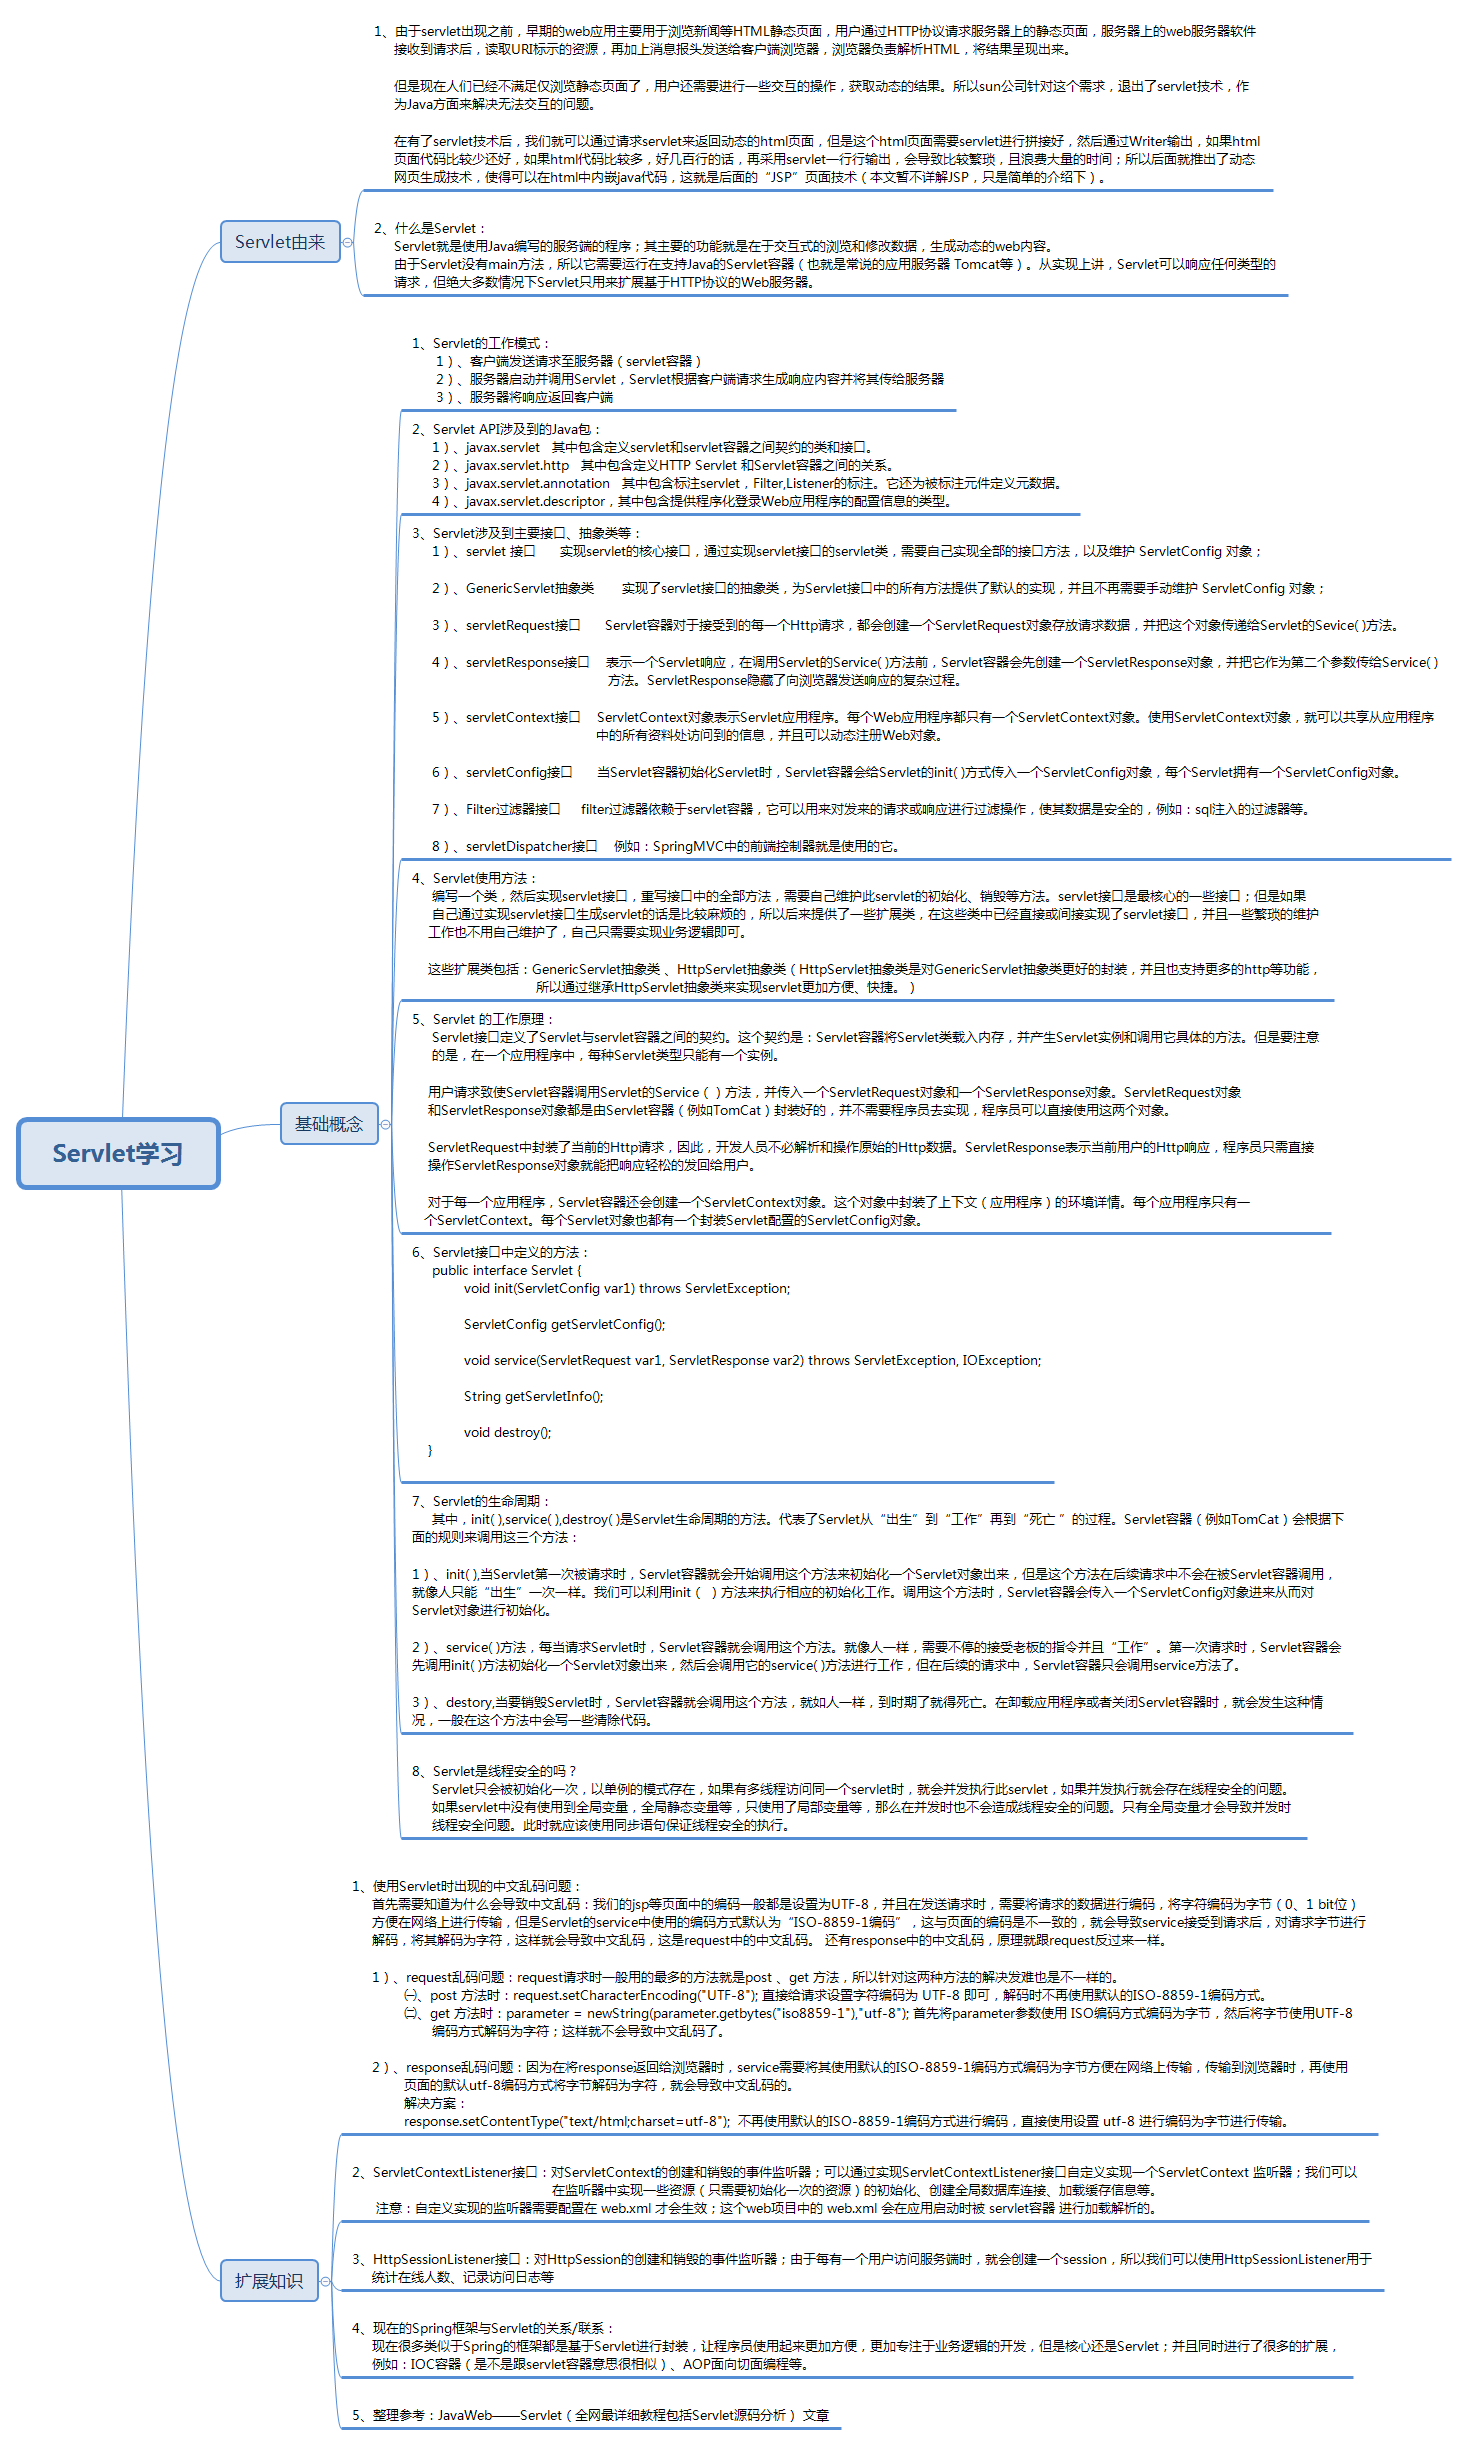 1、由于servlet出现之前，早期的web应用主要用于浏览新闻等HTML静态页面，用户通过HTTP协议请求服务器上的静态页面，服务器上的web服务器软件
接收到请求后，读取URI标示的资源，再加上消息报头发送给客户端浏览器，浏览器负责解析HTML，将结果呈现出来。
但是现在人们已经不满足仅浏览静态页面了，用户还需要进行一些交互的操作，获取动态的结果。所以sun公司针对这个需求，退出了servlet技术，作
为Java方面来解决无法交互的问题。
在有了servlet技术后，我们就可以通过请求servlet来返回动态的html页面，但是这个html页面需要servlet进行拼接好，然后通过Writer输出，如果html
页面代码比较少还好，如果html代码比较多，好几百行的话，再采用servlet一行行输出，会导致比较繁琐，且浪费大量的时间；所以后面就推出了动态
网页生成技术，使得可以在html中内嵌java代码，这就是后面的“JSP”页面技术（本文暂不详解JSP，只是简单的介绍下）。
Servlet由来
2、什么是Servlet：
Servlet就是使用Java编写的服务端的程序；其主要的功能就是在于交互式的浏览和修改数据，生成动态的web内容。
由于Servlet没有main方法，所以它需要运行在支持Java的Servlet容器（也就是常说的应用服务器 Tomcat等）。从实现上讲，Servlet可以响应任何类型的
请求，但绝大多数情况下Servlet只用来扩展基于HTTP协议的Web服务器。
1、Servlet的工作模式：
1）、客户端发送请求至服务器（servlet容器）
2）、服务器启动并调用Servlet，Servlet根据客户端请求生成响应内容并将其传给服务器
3）、服务器将响应返回客户端
2、Servlet API涉及到的Java包：
1）、javax.servlet 其中包含定义servlet和servlet容器之间契约的类和接口。
2）、javax.servlet.http 其中包含定义HTTP Servlet 和Servlet容器之间的关系。
3）、javax.servlet.annotation 其中包含标注servlet，Filter,Listener的标注。它还为被标注元件定义元数据。
4）、javax.servlet.descriptor，其中包含提供程序化登录Web应用程序的配置信息的类型。
3、Servlet涉及到主要接口、抽象类等：
1）、servlet 接口 实现servlet的核心接口，通过实现servlet接口的servlet类，需要自己实现全部的接口方法，以及维护 ServletConfig 对象；
2）、GenericServlet抽象类 实现了servlet接口的抽象类，为Servlet接口中的所有方法提供了默认的实现，并且不再需要手动维护 ServletConfig 对象；
3）、servletRequest接口 Servlet容器对于接受到的每一个Http请求，都会创建一个ServletRequest对象存放请求数据，并把这个对象传递给Servlet的Sevice( )方法。
4）、servletResponse接口 表示一个Servlet响应，在调用Servlet的Service( )方法前，Servlet容器会先创建一个ServletResponse对象，并把它作为第二个参数传给Service( )
方法。ServletResponse隐藏了向浏览器发送响应的复杂过程。
5）、servletContext接口 ServletContext对象表示Servlet应用程序。每个Web应用程序都只有一个ServletContext对象。使用ServletContext对象，就可以共享从应用程序
中的所有资料处访问到的信息，并且可以动态注册Web对象。
6）、servletConfig接口 当Servlet容器初始化Servlet时，Servlet容器会给Servlet的init( )方式传入一个ServletConfig对象，每个Servlet拥有一个ServletConfig对象。
7）、Filter过滤器接口 filter过滤器依赖于servlet容器，它可以用来对发来的请求或响应进行过滤操作，使其数据是安全的，例如：sql注入的过滤器等。
8）、servletDispatcher接口 例如：SpringMVC中的前端控制器就是使用的它。
4、Servlet使用方法：
编写一个类，然后实现servlet接口，重写接口中的全部方法，需要自己维护此servlet的初始化、销毁等方法。servlet接口是最核心的一些接口；但是如果
自己通过实现servlet接口生成servlet的话是比较麻烦的，所以后来提供了一些扩展类，在这些类中已经直接或间接实现了servlet接口，并且一些繁琐的维护
工作也不用自己维护了，自己只需要实现业务逻辑即可。
这些扩展类包括：GenericServlet抽象类 、HttpServlet抽象类（HttpServlet抽象类是对GenericServlet抽象类更好的封装，并且也支持更多的http等功能，
所以通过继承HttpServlet抽象类来实现servlet更加方便、快捷。）
5、Servlet 的工作原理：
Servlet接口定义了Servlet与servlet容器之间的契约。这个契约是：Servlet容器将Servlet类载入内存，并产生Servlet实例和调用它具体的方法。但是要注意
的是，在一个应用程序中，每种Servlet类型只能有一个实例。
用户请求致使Servlet容器调用Servlet的Service（）方法，并传入一个ServletRequest对象和一个ServletResponse对象。ServletRequest对象
和ServletResponse对象都是由Servlet容器（例如TomCat）封装好的，并不需要程序员去实现，程序员可以直接使用这两个对象。
基础概念
Servlet学习
ServletRequest中封装了当前的Http请求，因此，开发人员不必解析和操作原始的Http数据。ServletResponse表示当前用户的Http响应，程序员只需直接
操作ServletResponse对象就能把响应轻松的发回给用户。
对于每一个应用程序，Servlet容器还会创建一个ServletContext对象。这个对象中封装了上下文（应用程序）的环境详情。每个应用程序只有一
个ServletContext。每个Servlet对象也都有一个封装Servlet配置的ServletConfig对象。
6、Servlet接口中定义的方法：
public interface Servlet {
void init(ServletConfig var1) throws ServletException;
ServletConfig getServletConfig();
void service(ServletRequest var1, ServletResponse var2) throws ServletException, IOException;
String getServletInfo();
void destroy();
}
7、Servlet的生命周期：
其中，init( ),service( ),destroy( )是Servlet生命周期的方法。代表了Servlet从“出生”到“工作”再到“死亡 ”的过程。Servlet容器（例如TomCat）会根据下
面的规则来调用这三个方法：
1）、init( ),当Servlet第一次被请求时，Servlet容器就会开始调用这个方法来初始化一个Servlet对象出来，但是这个方法在后续请求中不会在被Servlet容器调用，
就像人只能“出生”一次一样。我们可以利用init（ ）方法来执行相应的初始化工作。调用这个方法时，Servlet容器会传入一个ServletConfig对象进来从而对
Servlet对象进行初始化。
2）、service( )方法，每当请求Servlet时，Servlet容器就会调用这个方法。就像人一样，需要不停的接受老板的指令并且“工作”。第一次请求时，Servlet容器会
先调用init( )方法初始化一个Servlet对象出来，然后会调用它的service( )方法进行工作，但在后续的请求中，Servlet容器只会调用service方法了。
3）、destory,当要销毁Servlet时，Servlet容器就会调用这个方法，就如人一样，到时期了就得死亡。在卸载应用程序或者关闭Servlet容器时，就会发生这种情
况，一般在这个方法中会写一些清除代码。
8、Servlet是线程安全的吗？
Servlet只会被初始化一次，以单例的模式存在，如果有多线程访问同一个servlet时，就会并发执行此servlet，如果并发执行就会存在线程安全的问题。
如果servlet中没有使用到全局变量，全局静态变量等，只使用了局部变量等，那么在并发时也不会造成线程安全的问题。只有全局变量才会导致并发时
线程安全问题。此时就应该使用同步语句保证线程安全的执行。
1、使用Servlet时出现的中文乱码问题：
首先需要知道为什么会导致中文乱码：我们的jsp等页面中的编码一般都是设置为UTF-8，并且在发送请求时，需要将请求的数据进行编码，将字符编码为字节（0、1 bit位）
方便在网络上进行传输，但是Servlet的service中使用的编码方式默认为“ISO-8859-1编码”，这与页面的编码是不一致的，就会导致service接受到请求后，对请求字节进行
解码，将其解码为字符，这样就会导致中文乱码，这是request中的中文乱码。 还有response中的中文乱码，原理就跟request反过来一样。
1）、request乱码问题：request请求时一般用的最多的方法就是post 、get 方法，所以针对这两种方法的解决发难也是不一样的。
㈠、post 方法时：request.setCharacterEncoding("UTF-8"); 直接给请求设置字符编码为 UTF-8 即可，解码时不再使用默认的ISO-8859-1编码方式。
㈡、get 方法时：parameter = newString(parameter.getbytes("iso8859-1"),"utf-8"); 首先将parameter参数使用 ISO编码方式编码为字节，然后将字节使用UTF-8
编码方式解码为字符；这样就不会导致中文乱码了。
2）、response乱码问题：因为在将response返回给浏览器时，service需要将其使用默认的ISO-8859-1编码方式编码为字节方便在网络上传输，传输到浏览器时，再使用
页面的默认utf-8编码方式将字节解码为字符，就会导致中文乱码的。
解决方案：
response.setContentType("text/html;charset=utf-8"); 不再使用默认的ISO-8859-1编码方式进行编码，直接使用设置 utf-8 进行编码为字节进行传输。
2、ServletContextListener接口：对ServletContext的创建和销毁的事件监听器；可以通过实现ServletContextListener接口自定义实现一个ServletContext 监听器；我们可以
在监听器中实现一些资源（只需要初始化一次的资源）的初始化、创建全局数据库连接、加载缓存信息等。
注意：自定义实现的监听器需要配置在 web.xml 才会生效；这个web项目中的 web.xml 会在应用启动时被 servlet容器 进行加载解析的。
3、HttpSessionListener接口：对HttpSession的创建和销毁的事件监听器；由于每有一个用户访问服务端时，就会创建一个session，所以我们可以使用HttpSessionListener用于
统计在线人数、记录访问日志等
扩展知识
4、现在的Spring框架与Servlet的关系/联系：
现在很多类似于Spring的框架都是基于Servlet进行封装，让程序员使用起来更加方便，更加专注于业务逻辑的开发，但是核心还是Servlet；并且同时进行了很多的扩展，
例如：IOC容器（是不是跟servlet容器意思很相似）、AOP面向切面编程等。
5、整理参考：JavaWeb——Servlet（全网最详细教程包括Servlet源码分析） 文章